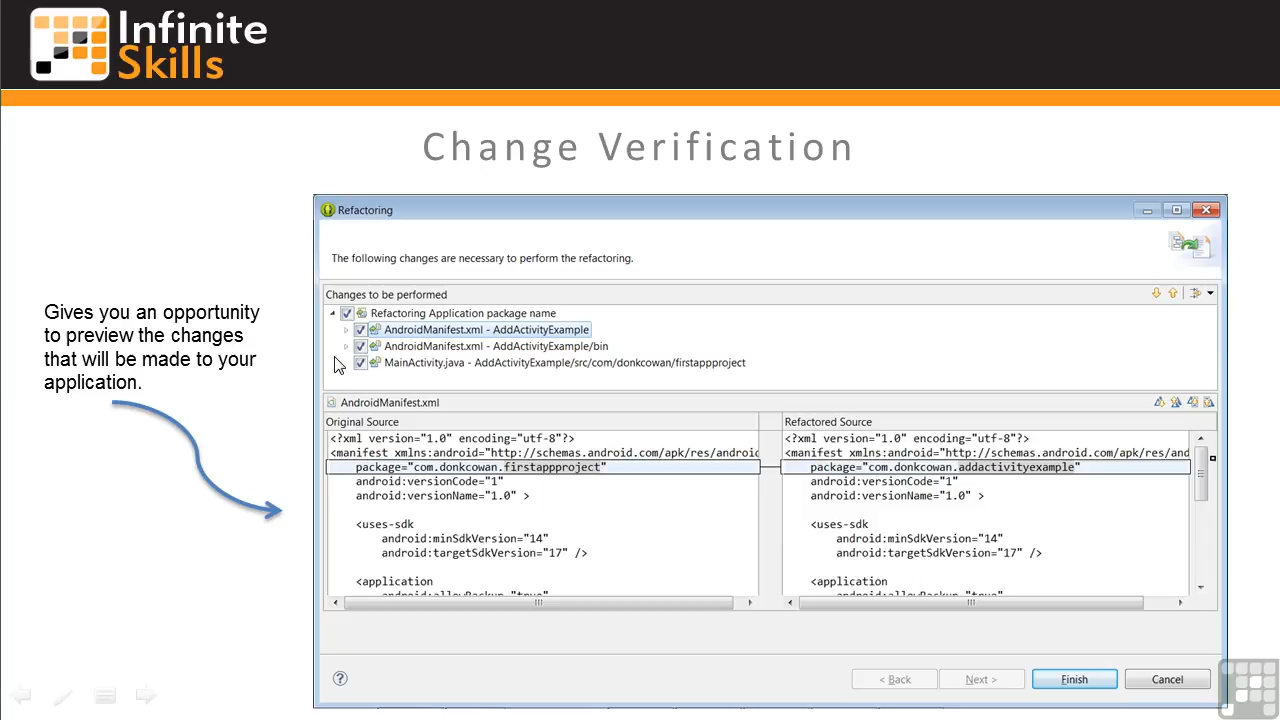 Infinite
Skills
Change Verification
Gives you an opportunity
to preview the changes
that will be made to your
application.
Refactoring
The following changes are necessary to perform the refactoring.
Changes to be performed
Refactoring Application package name
AndroidManifest.xml - AddActivityExample
AndroidManifest.xml - AddActivityExample/bin
MainActivity.java - AddActivityExample/src/com/donkcowan/firstappproject
AndroidManifest.xml
Original Source
<?xml version="1.0" encoding="utf-8"?>
<manifest xmlns:android="http://schemas.android.com/apk/res/android
package="com.donkcowan.firstappproject"
android:versionCode="1"
android:versionName="1.0" >
<uses-sdk
android:minSdkVersion="14"
android:targetSdkVersion="17" />
<application
android:allowBackup="true"
Refactored Source
<?xml version="1.0" encoding="utf-8"?>
<manifest xmlns:android="http://schemas.android.com/apk/res/and
package="com.donkcowan.addactivityexample"
android:versionCode="1"
android:versionName="1.0" >
<uses-sdk
android:minSdkVersion="14"
android:targetSdkVersion="17" />
<application
android:allowBackup="true"
?
< Back
Next >
Finish
Cancel